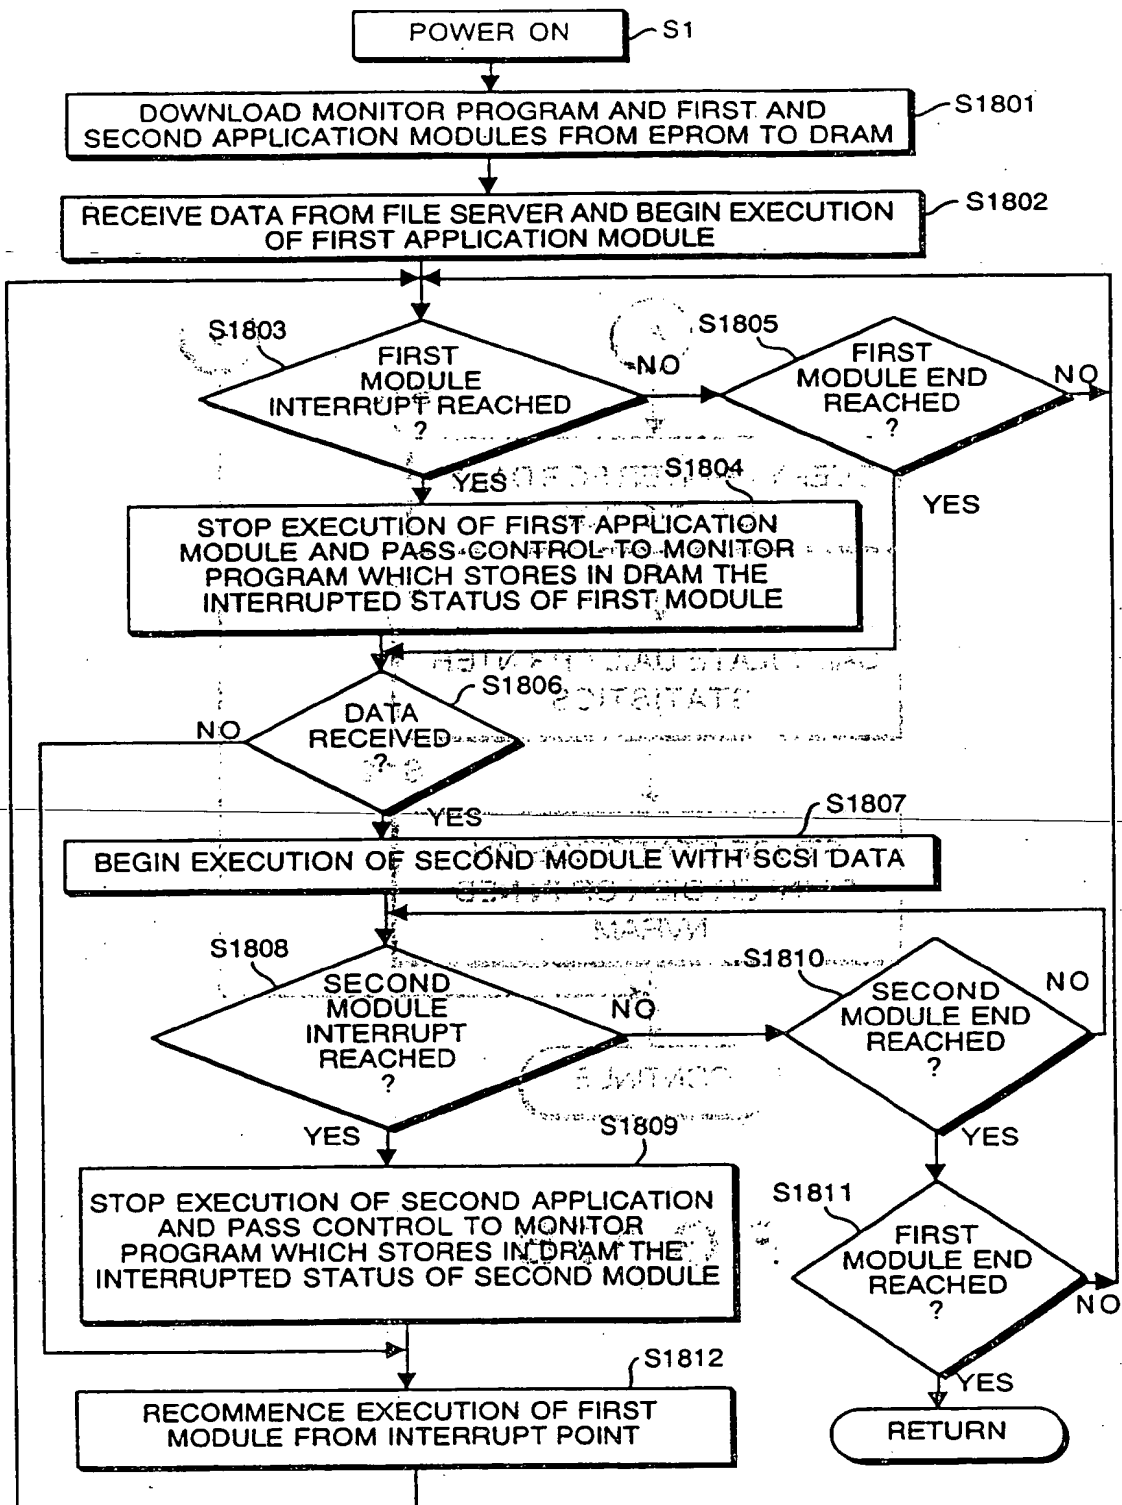 POWER ON
S1
DOWNLOAD MONITOR PROGRAM AND FIRST AND
SECOND APPLICATION MODULES FROM EPROM TO DRAM
S1801
RECEIVE DATA FROM FILE SERVER AND BEGIN EXECUTION
OF FIRST APPLICATION MODULE
S1802
S1803
FIRST
MODULE
INTERRUPT REACHED
?
NO
YES
S1805
FIRST
MODULE END
REACHED
?
NO
YES
S1804
STOP EXECUTION OF FIRST APPLICATION
MODULE AND PASS CONTROL TO MONITOR
PROGRAM WHICH STORES IN DRAM THE
INTERRUPTED STATUS OF FIRST MODULE
S1806
DATA
RECEIVED
?
NO
YES
S1807
BEGIN EXECUTION OF SECOND MODULE WITH SCSI DATA
S1808
SECOND
MODULE
INTERRUPT
REACHED
?
NO
YES
S1810
SECOND
MODULE END
REACHED
?
NO
YES
S1809
STOP EXECUTION OF SECOND APPLICATION
AND PASS CONTROL TO MONITOR
PROGRAM WHICH STORES IN DRAM THE
INTERRUPTED STATUS OF SECOND MODULE
S1811
FIRST
MODULE END
REACHED
?
NO
YES
S1812
RECOMMENCE EXECUTION OF FIRST
MODULE FROM INTERRUPT POINT
RETURN